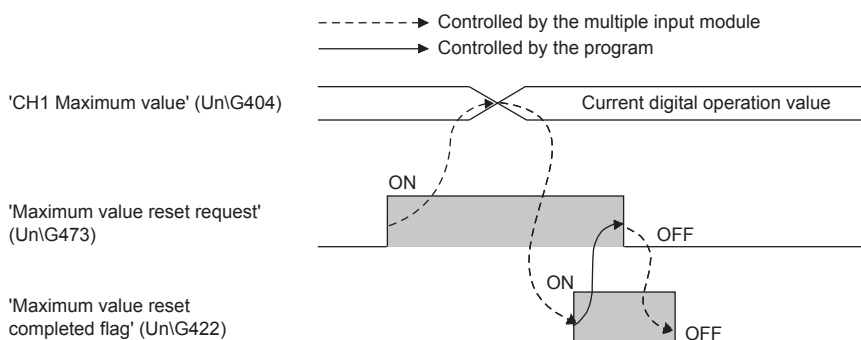 Controlled by the multiple input module
Controlled by the program
'CH1 Maximum value' (Un\G404)
Current digital operation value
ON
'Maximum value reset request'
(Un\G473)
OFF
ON
'Maximum value reset
completed flag' (Un\G422)
OFF